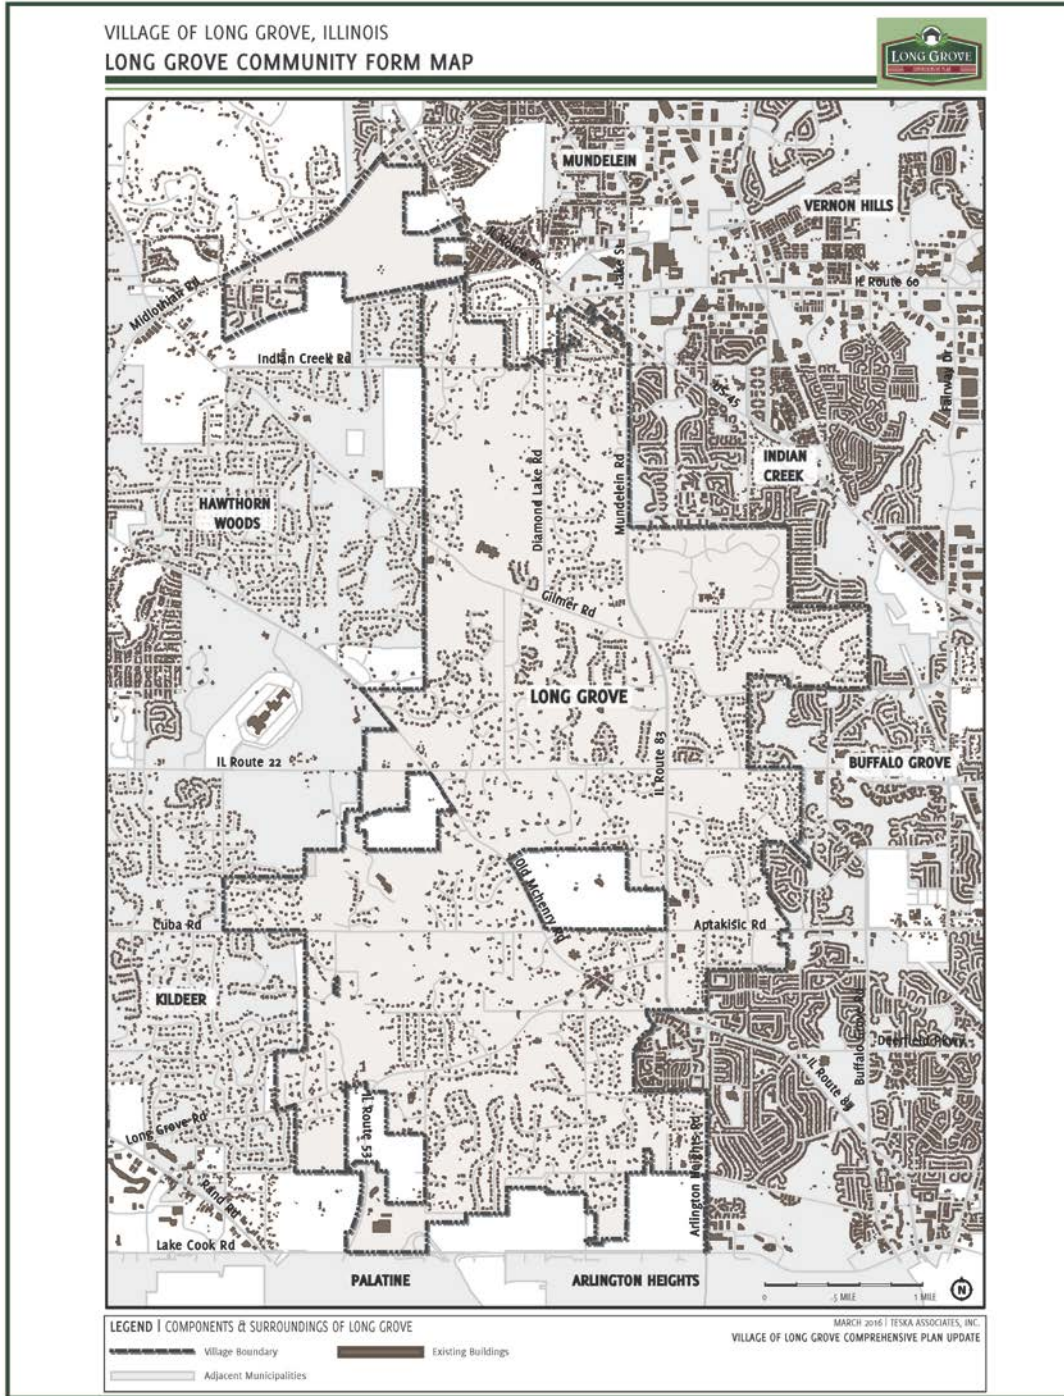 VILLAGE OF LONG GROVE, ILLINOIS
LONG GROVE COMMUNITY FORM MAP
LONG GROVE
MUNDELEIN
VERNON HILLS
Lake St
IL Route 60
Midlothian Rd
Indian Creek Rd
US-45
Fairway Dr
INDIAN
CREEK
HAWTHORN
WOODS
Diamond Lake Rd
Mundelein Rd
Gilmer Rd
LONG GROVE
IL Route 83
IL Route 22
BUFFALO GROVE
Old Mchenry Rd
Cuba Rd
Aptakisic Rd
KILDEER
Buffalo Grove Rd
Deerfield Pkwy
IL Route 83
IL Route 53
Long Grove Rd
Rand Rd
Arlington Heights Rd
Lake Cook Rd
PALATINE
ARLINGTON HEIGHTS
0 .5 MILE 1 MILE
N
LEGEND | COMPONENTS & SURROUNDINGS OF LONG GROVE
Village Boundary
Existing Buildings
Adjacent Municipalities
MARCH 2016 | TESKA ASSOCIATES, INC.
VILLAGE OF LONG GROVE COMPREHENSIVE PLAN UPDATE